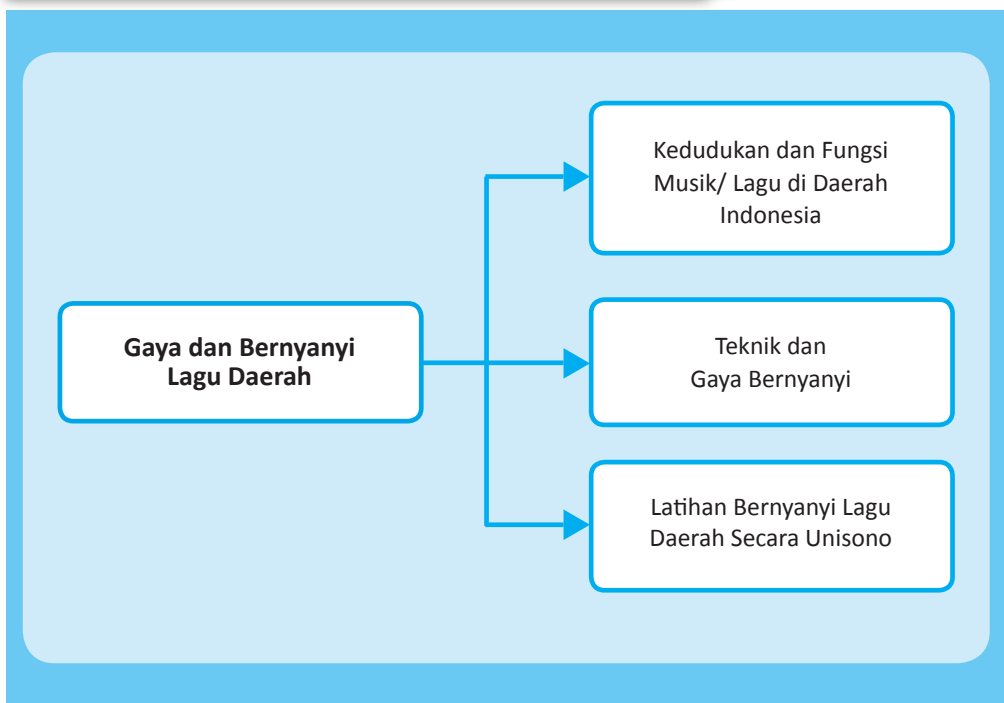 Gaya dan Bernyanyi
Lagu Daerah
Kedudukan dan Fungsi
Musik/ Lagu di Daerah
Indonesia
Teknik dan
Gaya Bernyanyi
Latihan Bernyanyi Lagu
Daerah Secara Unisono